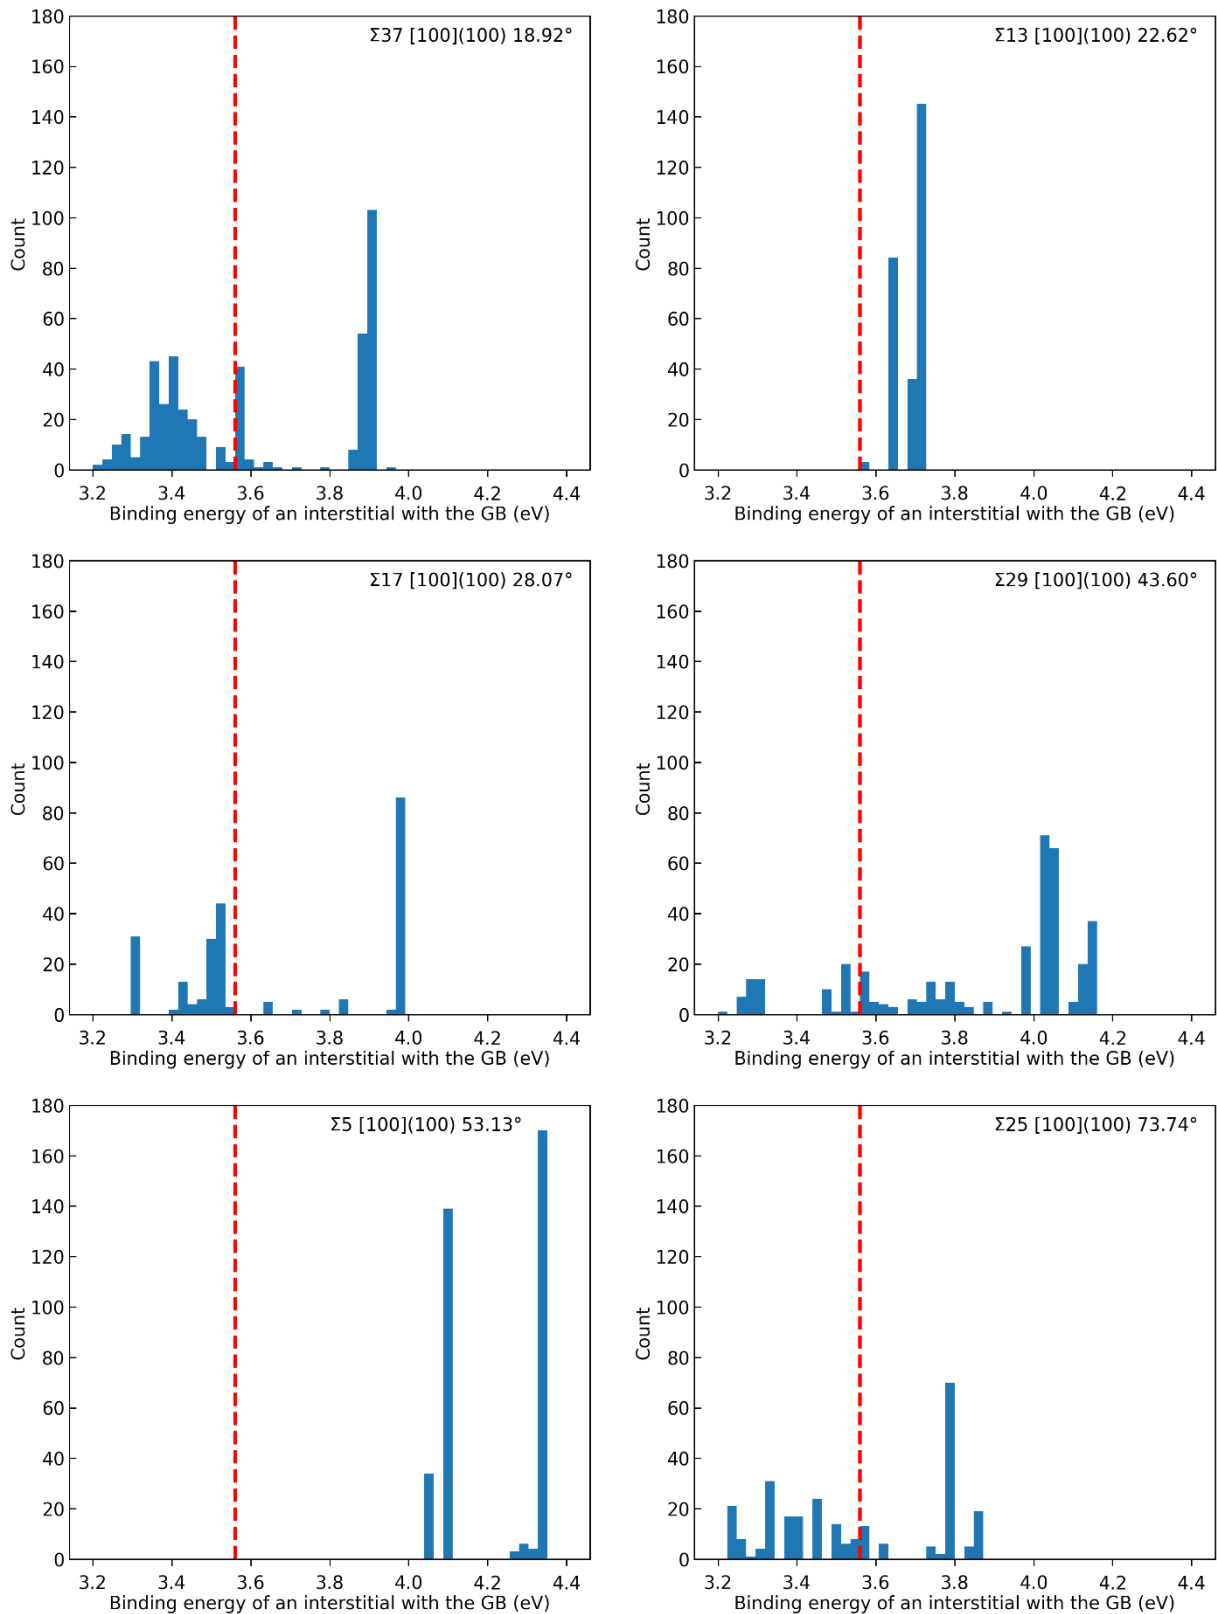 Σ37 [100](100) 18.92°
180
160
140
120
100
80
60
40
20
0
Count
3.2 3.4 3.6 3.8 4.0 4.2 4.4
Binding energy of an interstitial with the GB (eV)
Σ13 [100](100) 22.62°
180
160
140
120
100
80
60
40
20
0
Count
3.2 3.4 3.6 3.8 4.0 4.2 4.4
Binding energy of an interstitial with the GB (eV)
Σ17 [100](100) 28.07°
180
160
140
120
100
80
60
40
20
0
Count
3.2 3.4 3.6 3.8 4.0 4.2 4.4
Binding energy of an interstitial with the GB (eV)
Σ29 [100](100) 43.60°
180
160
140
120
100
80
60
40
20
0
Count
3.2 3.4 3.6 3.8 4.0 4.2 4.4
Binding energy of an interstitial with the GB (eV)
Σ5 [100](100) 53.13°
180
160
140
120
100
80
60
40
20
0
Count
3.2 3.4 3.6 3.8 4.0 4.2 4.4
Binding energy of an interstitial with the GB (eV)
Σ25 [100](100) 73.74°
180
160
140
120
100
80
60
40
20
0
Count
3.2 3.4 3.6 3.8 4.0 4.2 4.4
Binding energy of an interstitial with the GB (eV)